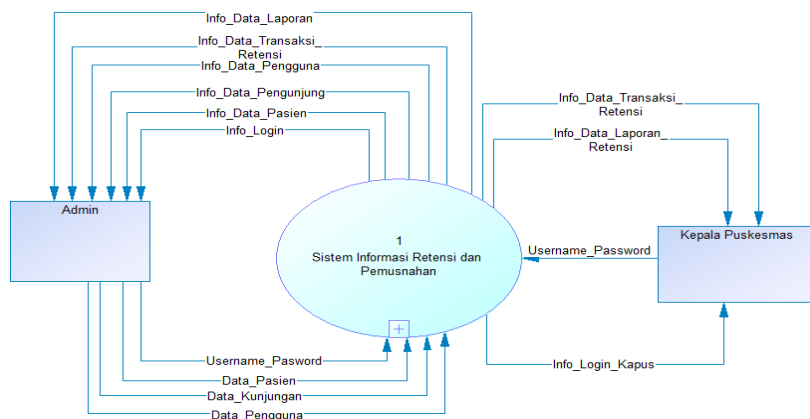 Info_Data_Laporan
Info_Data_Transaksi_
Retensi
Info_Data_Pengguna
Info_Data_Pengunjung
Info_Data_Pasien
Info_Login
Info_Data_Transaksi_
Retensi
Info_Data_Laporan_
Retensi
Admin
1
Sistem Informasi Retensi dan
Pemusnahan
+
Username_Password
Kepala Puskesmas
Username_Pasword
Data_Pasien
Data_Kunjungan
Data_Pengguna
Info_Login_Kapus